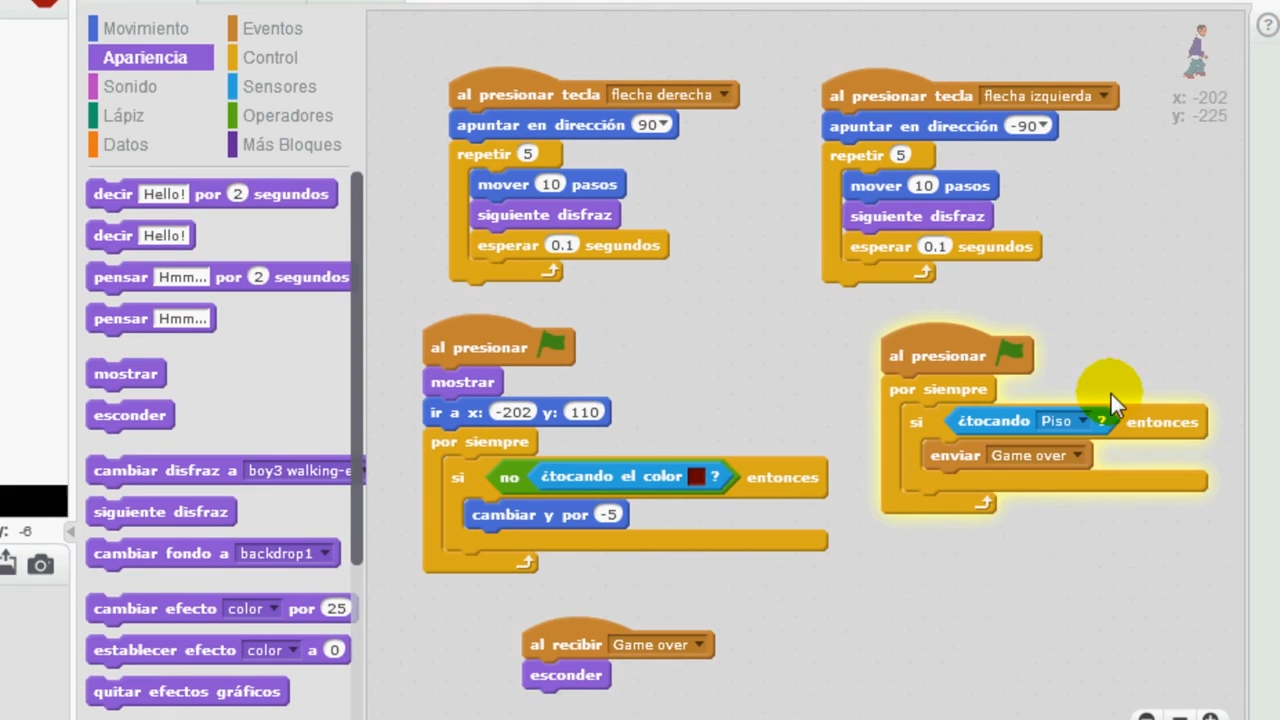 Movimiento
Eventos
Apariencia
Control
Sonido
Sensores
Lápiz
Operadores
Datos
Más Bloques
decir Hello! por 2 segundos
decir Hello!
pensar Hmm... por 2 segundos
pensar Hmm...
mostrar
esconder
cambiar disfraz a boy3 walking-e
siguiente disfraz
cambiar fondo a backdrop1
cambiar efecto color por 25
establecer efecto color a 0
quitar efectos gráficos
y: -6
al presionar tecla flecha derecha
apuntar en dirección 90
repetir 5
mover 10 pasos
siguiente disfraz
esperar 0.1 segundos
al presionar tecla flecha izquierda
apuntar en dirección -90
repetir 5
mover 10 pasos
siguiente disfraz
esperar 0.1 segundos
x: -202
y: -225
?
al presionar
mostrar
ir a x: -202 y: 110
por siempre
si no ¿tocando el color ? entonces
cambiar y por -5
al presionar
por siempre
si ¿tocando Piso ? entonces
enviar Game over
al recibir Game over
esconder